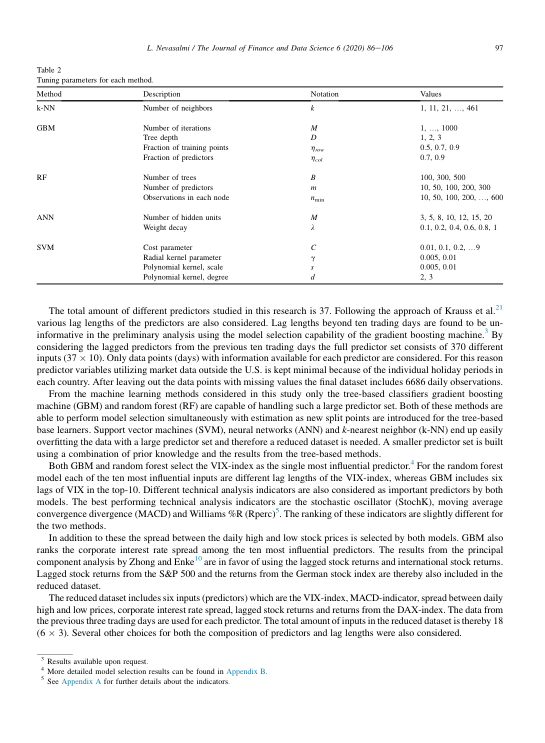 L. Nevasalmi / The Journal of Finance and Data Science 6 (2020) 86–106 97
Table 2
Tuning parameters for each method.
Method Description Notation Values
k-NN Number of neighbors k 1, 11, 21, …, 461
GBM Number of iterations M 1, …, 1000
Tree depth D 1, 2, 3
Fraction of training points η_row 0.5, 0.7, 0.9
Fraction of predictors η_col 0.7, 0.9
RF Number of trees B 100, 300, 500
Number of predictors m 10, 50, 100, 200, 300
Observations in each node n_min 10, 50, 100, 200, …, 600
ANN Number of hidden units M 3, 5, 8, 10, 12, 15, 20
Weight decay λ 0.1, 0.2, 0.4, 0.6, 0.8, 1
SVM Cost parameter C 0.01, 0.1, 0.2, …9
Radial kernel parameter γ 0.005, 0.01
Polynomial kernel, scale s 0.005, 0.01
Polynomial kernel, degree d 2, 3
The total amount of different predictors studied in this research is 37. Following the approach of Krauss et al.21
various lag lengths of the predictors are also considered. Lag lengths beyond ten trading days are found to be un-
informative in the preliminary analysis using the model selection capability of the gradient boosting machine.3 By
considering the lagged predictors from the previous ten trading days the full predictor set consists of 370 different
inputs (37 × 10). Only data points (days) with information available for each predictor are considered. For this reason
predictor variables utilizing market data outside the U.S. is kept minimal because of the individual holiday periods in
each country. After leaving out the data points with missing values the final dataset includes 6686 daily observations.
From the machine learning methods considered in this study only the tree-based classifiers gradient boosting
machine (GBM) and random forest (RF) are capable of handling such a large predictor set. Both of these methods are
able to perform model selection simultaneously with estimation as new split points are introduced for the tree-based
base learners. Support vector machines (SVM), neural networks (ANN) and k-nearest neighbor (k-NN) end up easily
overfitting the data with a large predictor set and therefore a reduced dataset is needed. A smaller predictor set is built
using a combination of prior knowledge and the results from the tree-based methods.
Both GBM and random forest select the VIX-index as the single most influential predictor.4 For the random forest
model each of the ten most influential inputs are different lag lengths of the VIX-index, whereas GBM includes six
lags of VIX in the top-10. Different technical analysis indicators are also considered as important predictors by both
models. The best performing technical analysis indicators are the stochastic oscillator (StochK), moving average
convergence divergence (MACD) and Williams %R (Rperc)5. The ranking of these indicators are slightly different for
the two methods.
In addition to these the spread between the daily high and low stock prices is selected by both models. GBM also
ranks the corporate interest rate spread among the ten most influential predictors. The results from the principal
component analysis by Zhong and Enke10 are in favor of using the lagged stock returns and international stock returns.
Lagged stock returns from the S&P 500 and the returns from the German stock index are thereby also included in the
reduced dataset.
The reduced dataset includes six inputs (predictors) which are the VIX-index, MACD-indicator, spread between daily
high and low prices, corporate interest rate spread, lagged stock returns and returns from the DAX-index. The data from
the previous three trading days are used for each predictor. The total amount of inputs in the reduced dataset is thereby 18
(6 × 3). Several other choices for both the composition of predictors and lag lengths were also considered.
3 Results available upon request.
4 More detailed model selection results can be found in Appendix B.
5 See Appendix A for further details about the indicators.